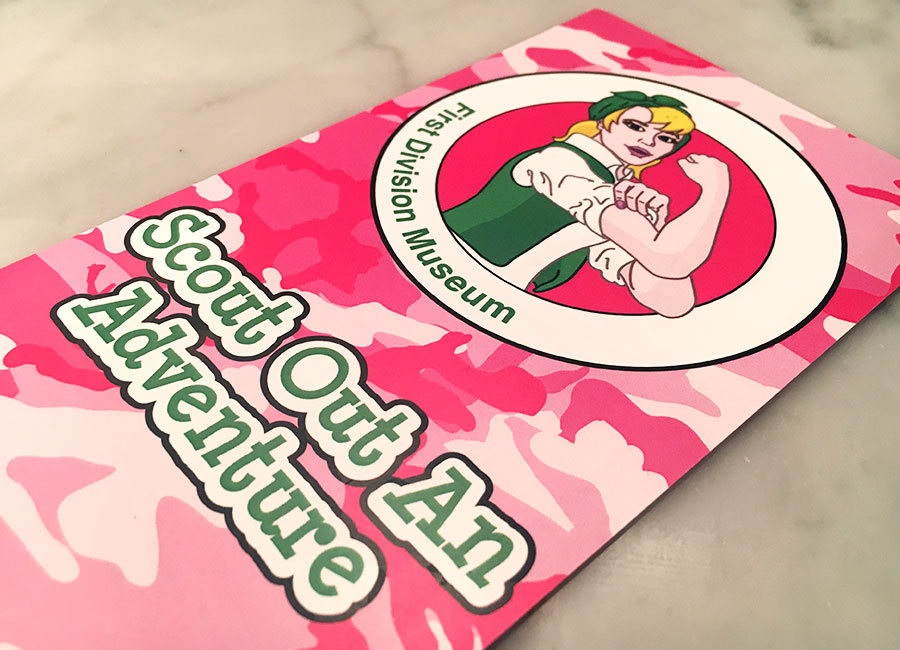 First Division Museum
Scout Out An
Adventure